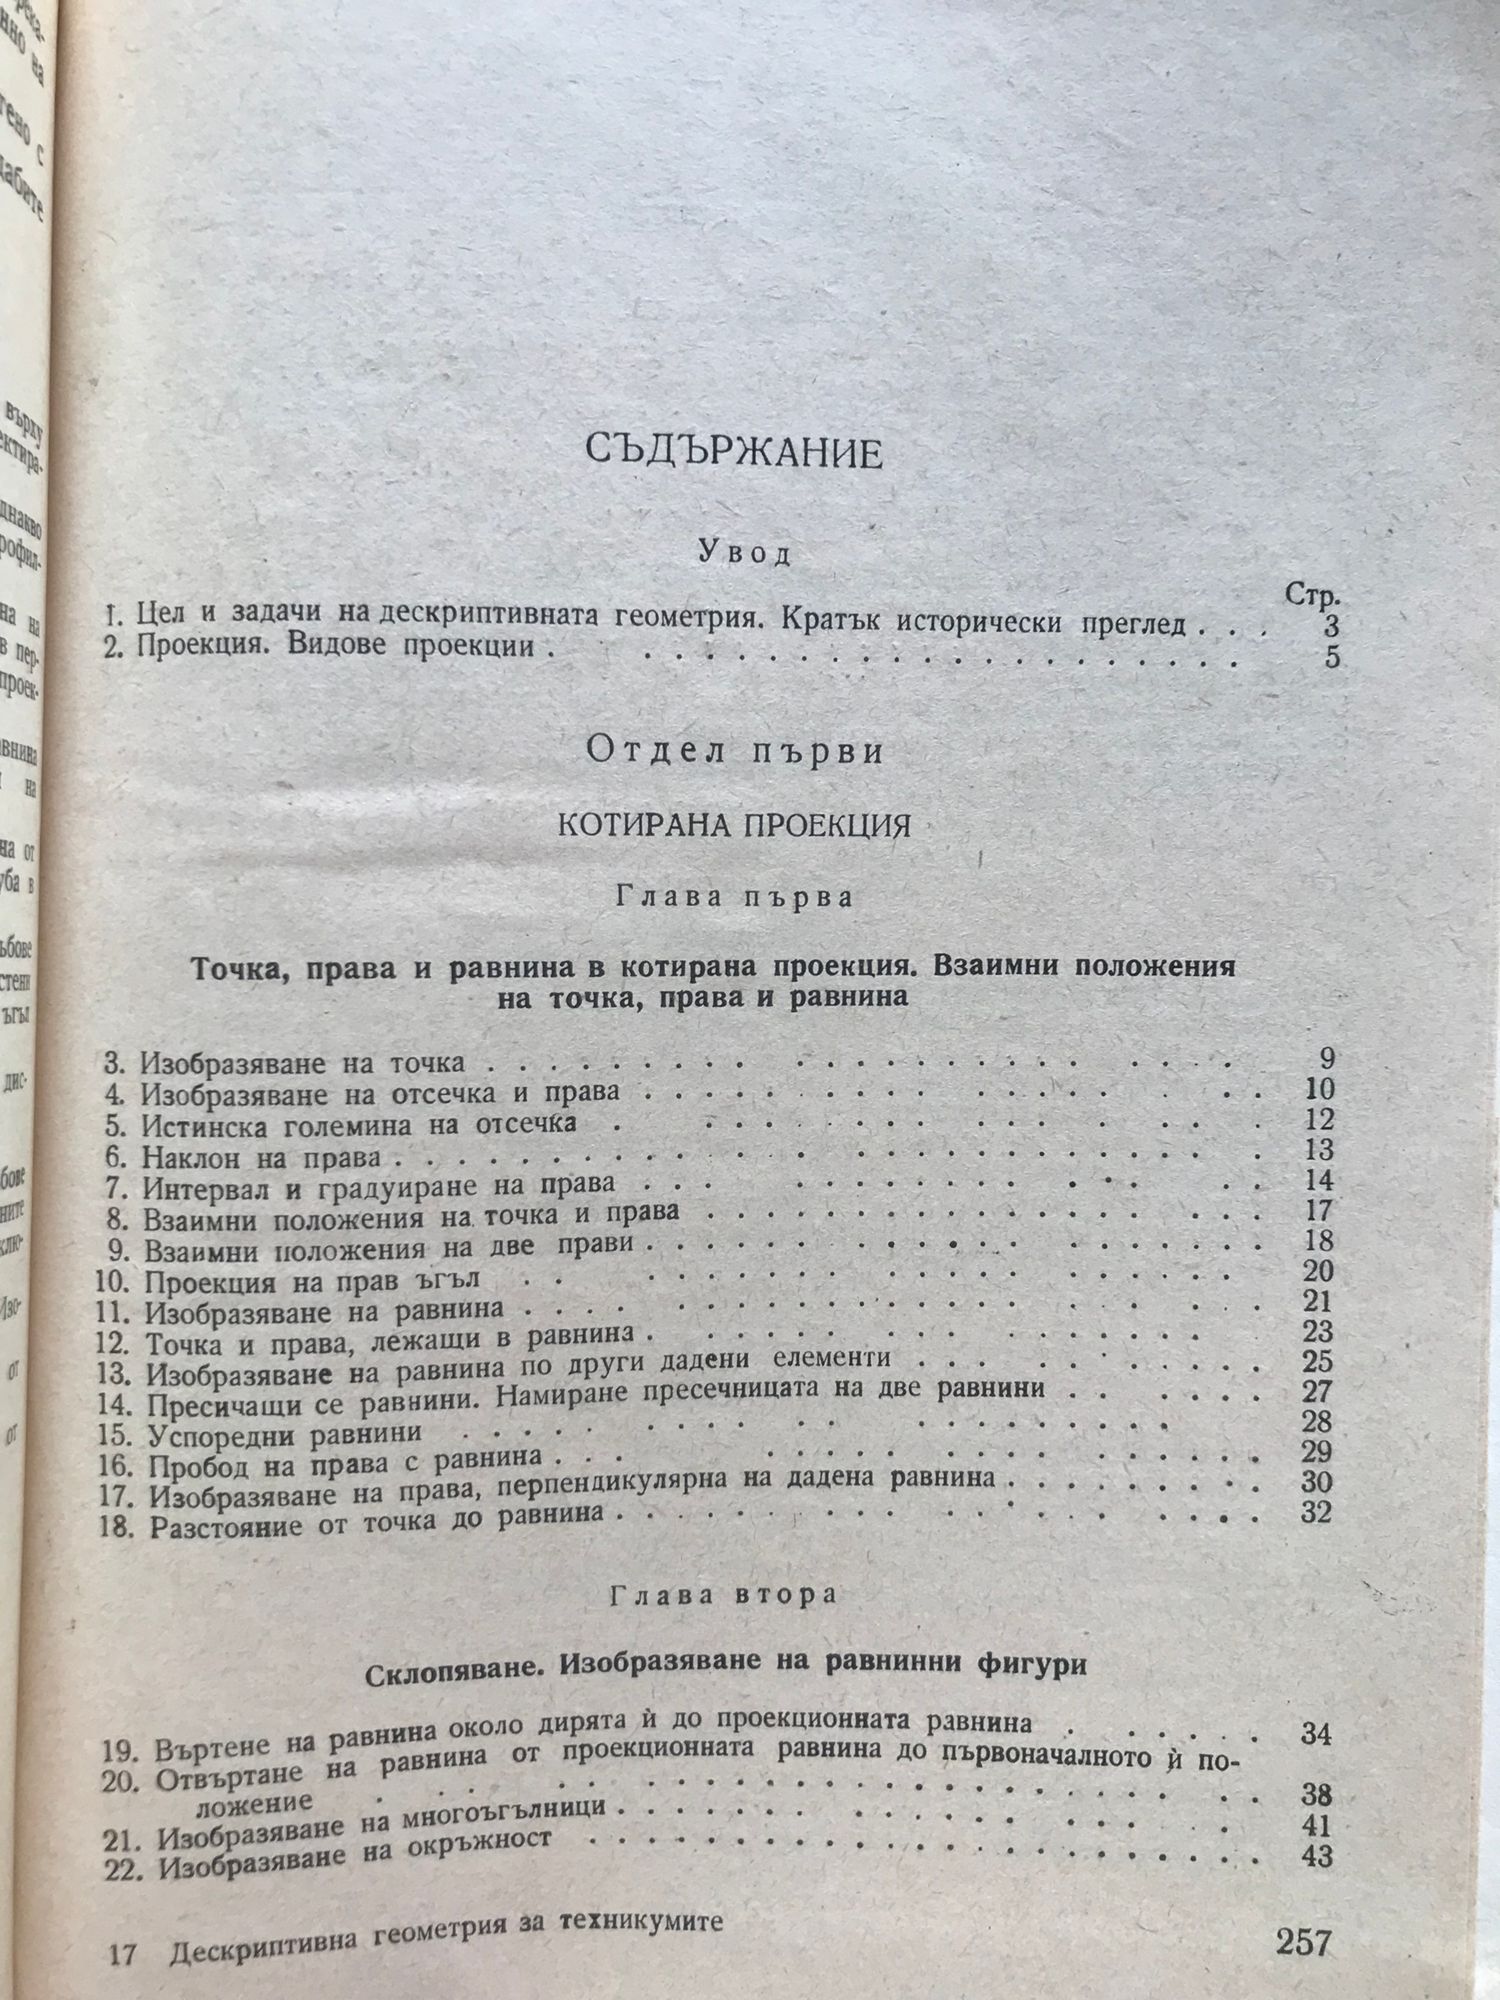 СЪДЪРЖАНИЕ
Увод
Стр.
1. Цел и задачи на дескриптивната геометрия. Кратък исторически преглед . . . 3
2. Проекция. Видове проекции . . . . . . . . . . . . . . . . . . . 5
Отдел първи
КОТИРАНА ПРОЕКЦИЯ
Глава първа
Точка, права и равнина в котирана проекция. Взаимни положения
на точка, права и равнина
3. Изобразяване на точка . . . . . . . . . . . . . . . . . . . . 9
4. Изобразяване на отсечка и права . . . . . . . . . . . . . . . . 10
5. Истинска големина на отсечка . . . . . . . . . . . . . . . . 12
6. Наклон на права . . . . . . . . . . . . . . . . . . . . . . 13
7. Интервал и градуиране на права . . . . . . . . . . . . . . . . 14
8. Взаимни положения на точка и права . . . . . . . . . . . . . . 17
9. Взаимни положения на две прави . . . . . . . . . . . . . . . . 18
10. Проекция на прав ъгъл . . . . . . . . . . . . . . . . . . 20
11. Изобразяване на равнина . . . . . . . . . . . . . . . . . . 21
12. Точка и права, лежащи в равнина . . . . . . . . . . . . . . . 23
13. Изобразяване на равнина по други дадени елементи . . . . . . . . . 25
14. Пресичащи се равнини. Намиране пресечницата на две равнини . . . . . . 27
15. Успоредни равнини . . . . . . . . . . . . . . . . . . . 28
16. Пробод на права с равнина . . . . . . . . . . . . . . . . . 29
17. Изобразяване на права, перпендикулярна на дадена равнина . . . . . . . . 30
18. Разстояние от точка до равнина . . . . . . . . . . . . . . . . 32
Глава втора
Склопяване. Изобразяване на равнинни фигури
19. Въртене на равнина около дирята ѝ до проекционната равнина . . . . . . 34
20. Отвъртане на равнина от проекционната равнина до първоначалното ѝ по-
ложение . . . . . . . . . . . . . . . . . . . . . . 38
21. Изобразяване на многоъгълници . . . . . . . . . . . . . . . . 41
22. Изобразяване на окръжност . . . . . . . . . . . . . . . . . 43
17 Дескриптивна геометрия за техникумите
257